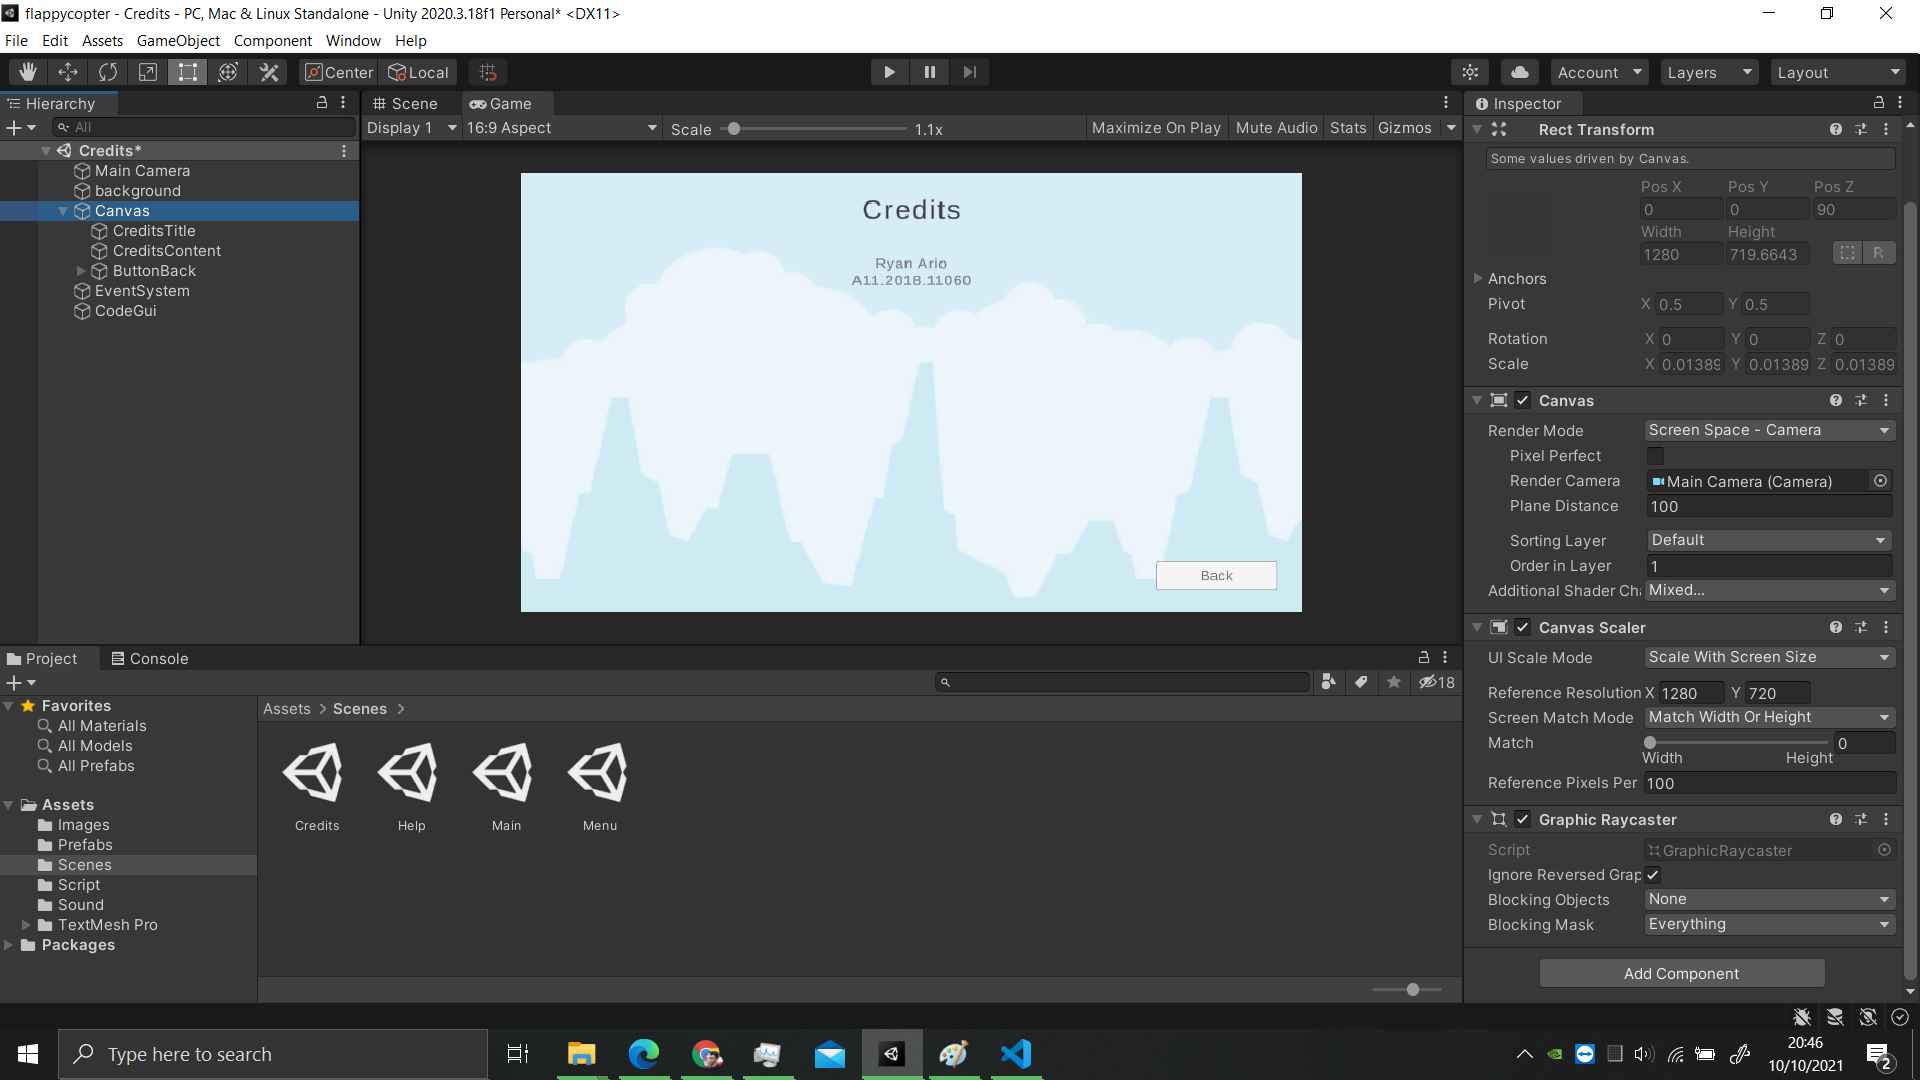 flappycopter - Credits - PC, Mac & Linux Standalone - Unity 2020.3.18f1 Personal* <DX11>
File Edit Assets GameObject Component Window Help
Center Local
Account Layers Layout
Hierarchy
All
Credits*
Main Camera
background
Canvas
CreditsTitle
CreditsContent
ButtonBack
EventSystem
CodeGui
Scene Game
Display 1 16:9 Aspect Scale 1.1x Maximize On Play Mute Audio Stats Gizmos
Credits
Ryan Ario
A11.2018.11060
Back
Inspector
Rect Transform
Some values driven by Canvas.
Pos X Pos Y Pos Z
0 0 90
Width Height
1280 719.6643
R
Anchors
Pivot X 0.5 Y 0.5
Rotation X 0 Y 0 Z 0
Scale X 0.01389 Y 0.01389 Z 0.01389
Canvas
Render Mode Screen Space - Camera
Pixel Perfect
Render Camera Main Camera (Camera)
Plane Distance 100
Sorting Layer Default
Order in Layer 1
Additional Shader Ch Mixed...
Canvas Scaler
UI Scale Mode Scale With Screen Size
Reference Resolution X 1280 Y 720
Screen Match Mode Match Width Or Height
Match 0
Width Height
Reference Pixels Per 100
Graphic Raycaster
Script GraphicRaycaster
Ignore Reversed Grap
Blocking Objects None
Blocking Mask Everything
Add Component
Project Console
18
Favorites
All Materials
All Models
All Prefabs
Assets
Images
Prefabs
Scenes
Script
Sound
TextMesh Pro
Packages
Assets > Scenes >
Credits Help Main Menu
Type here to search
20:46
10/10/2021
2